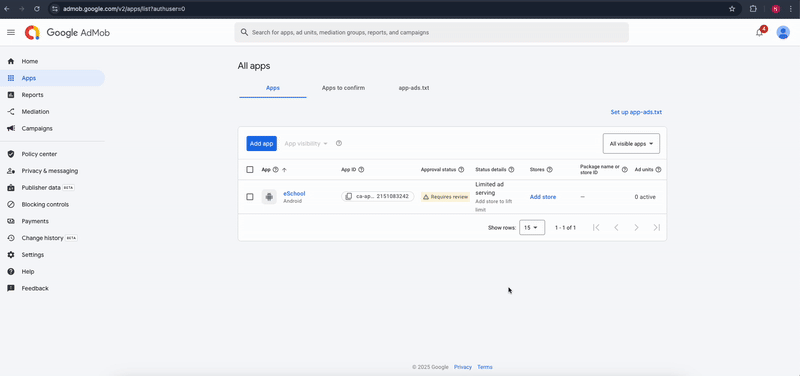 admob.google.com/v2/apps/list?authuser=0
N
Google AdMob
Search for apps, ad units, mediation groups, reports, and campaigns
4
Home
Apps
Reports
Mediation
Campaigns
Policy center
Privacy & messaging
Publisher data BETA
Blocking controls
Payments
Change history BETA
Settings
Help
Feedback
All apps
Apps
Apps to confirm
app-ads.txt
Set up app-ads.txt
Add app
App visibility
All visible apps
App
App ID
Approval status
Status details
Stores
Package name or
store ID
Ad units
eSchool
Android
ca-ap... 2151083242
Requires review
Limited ad
serving
Add store to lift
limit
Add store
–
0 active
Show rows:
15
1 - 1 of 1
© 2025 Google
Privacy
Terms